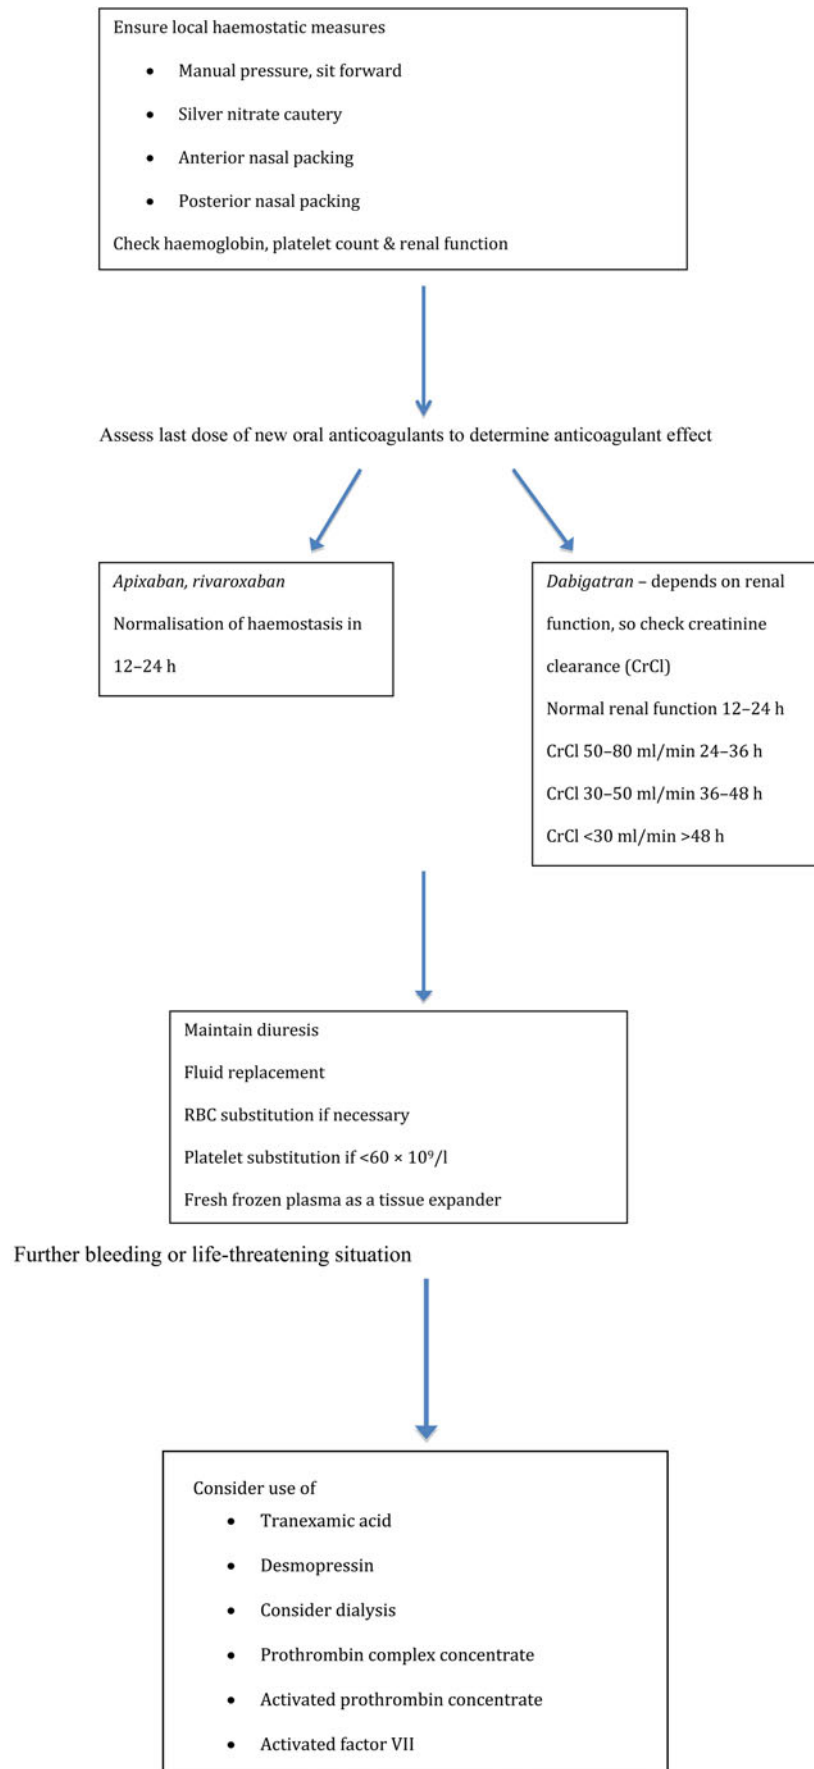 Ensure local haemostatic measures
• Manual pressure, sit forward
• Silver nitrate cautery
• Anterior nasal packing
• Posterior nasal packing
Check haemoglobin, platelet count & renal function
Assess last dose of new oral anticoagulants to determine anticoagulant effect
Apixaban, rivaroxaban
Normalisation of haemostasis in
12–24 h
Dabigatran – depends on renal
function, so check creatinine
clearance (CrCl)
Normal renal function 12–24 h
CrCl 50–80 ml/min 24–36 h
CrCl 30–50 ml/min 36–48 h
CrCl <30 ml/min >48 h
Maintain diuresis
Fluid replacement
RBC substitution if necessary
Platelet substitution if <60 × 10⁹/l
Fresh frozen plasma as a tissue expander
Further bleeding or life-threatening situation
Consider use of
• Tranexamic acid
• Desmopressin
• Consider dialysis
• Prothrombin complex concentrate
• Activated prothrombin concentrate
• Activated factor VII